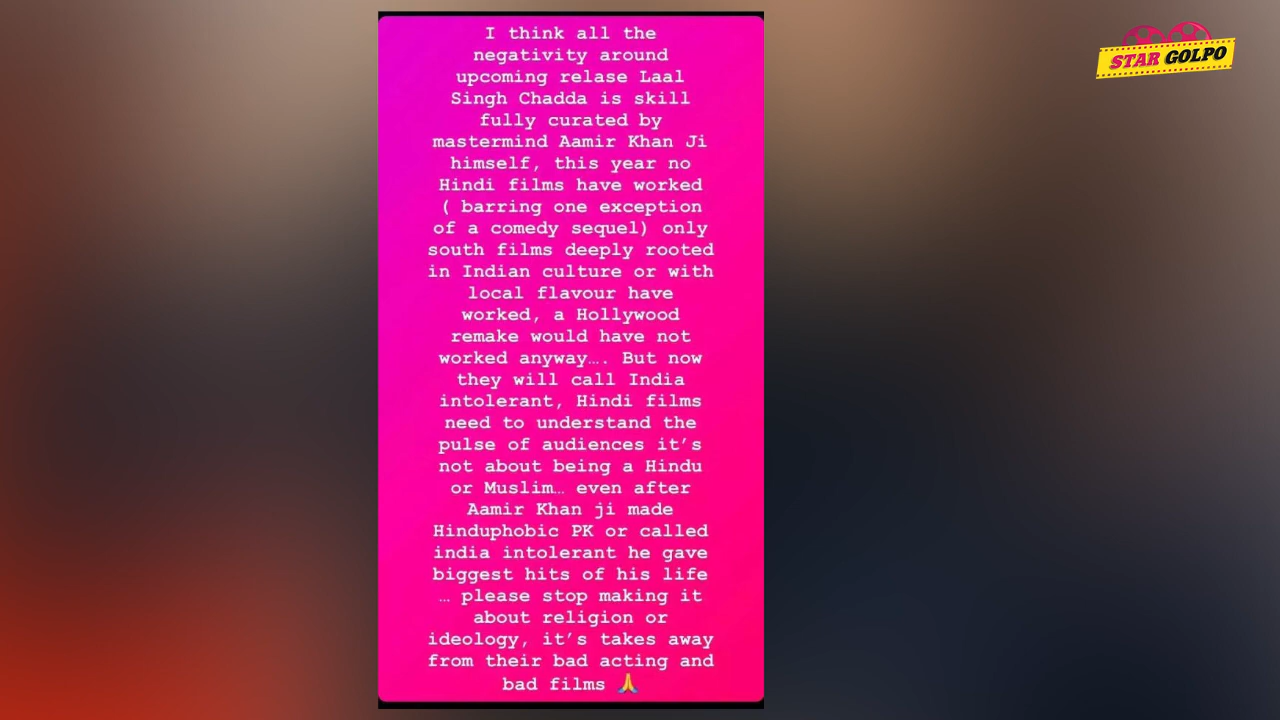 STAR GOLPO
I think all the
negativity around
upcoming relase Laal
Singh Chadda is skill
fully curated by
mastermind Aamir Khan Ji
himself, this year no
Hindi films have worked
( barring one exception
of a comedy sequel) only
south films deeply rooted
in Indian culture or with
local flavour have
worked, a Hollywood
remake would have not
worked anyway…. But now
they will call India
intolerant, Hindi films
need to understand the
pulse of audiences it’s
not about being a Hindu
or Muslim… even after
Aamir Khan ji made
Hinduphobic PK or called
india intolerant he gave
biggest hits of his life
… please stop making it
about religion or
ideology, it’s takes away
from their bad acting and
bad films 🙏